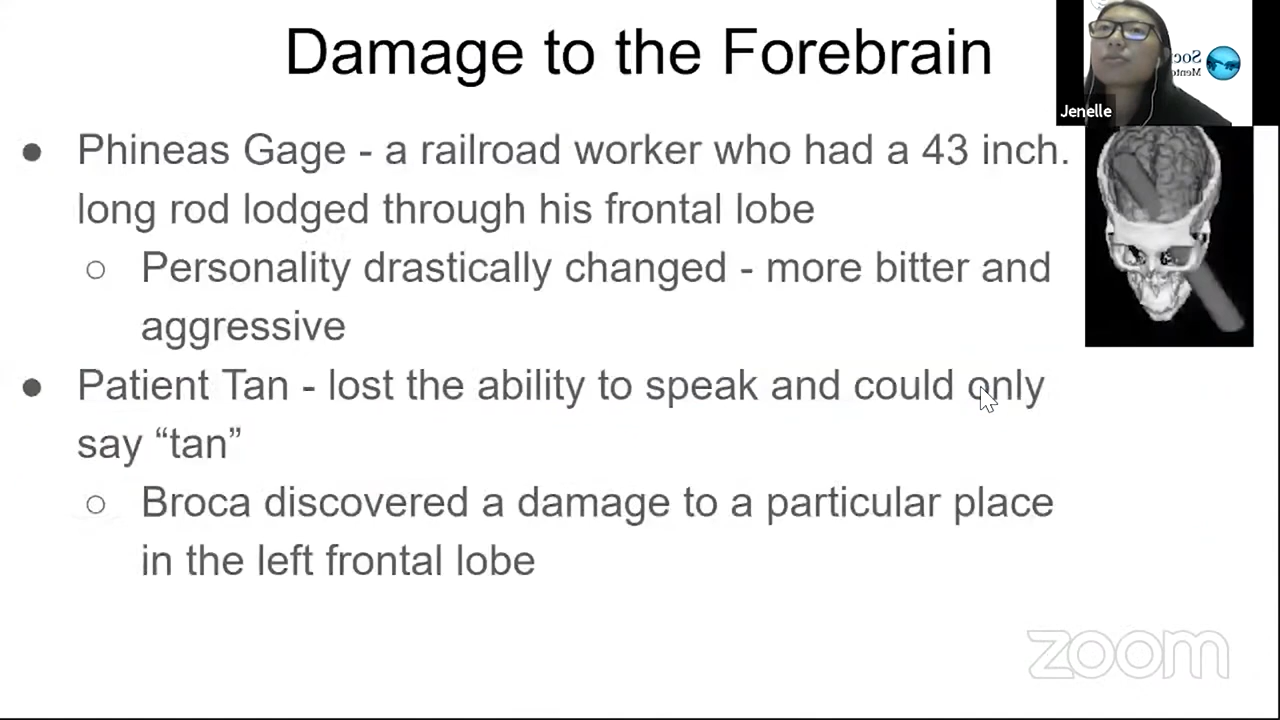 Damage to the Forebrain
Jenelle
● Phineas Gage - a railroad worker who had a 43 inch.
long rod lodged through his frontal lobe
○ Personality drastically changed - more bitter and
aggressive
● Patient Tan - lost the ability to speak and could only
say “tan”
○ Broca discovered a damage to a particular place
in the left frontal lobe
zoom